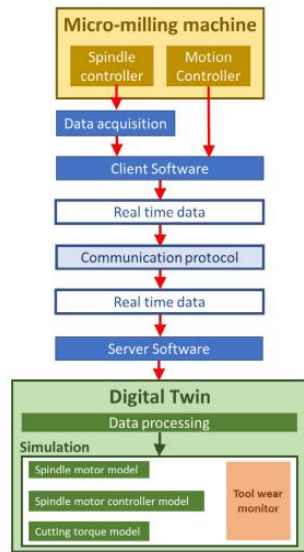 Micro-milling machine
Spindle
controller
Motion
Controller
Data acquisition
Client Software
Real time data
Communication protocol
Real time data
Server Software
Digital Twin
Data processing
Simulation
Spindle motor model
Spindle motor controller model
Cutting torque model
Tool wear
monitor